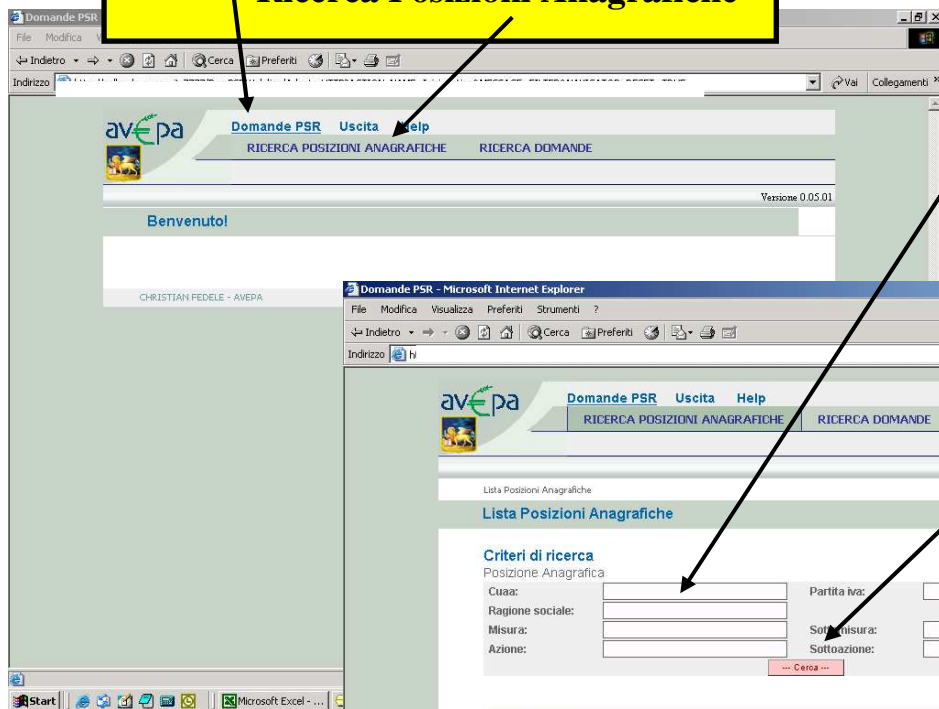 Ricerca Posizioni Anagrafiche
Domande PSR
File Modifica
Indietro Cerca Preferiti
Indirizzo Vai Collegamenti »
av€pa
Domande PSR Uscita Help
RICERCA POSIZIONI ANAGRAFICHE RICERCA DOMANDE
Versione 0.05.01
Benvenuto!
CHRISTIAN FEDELE - AVEPA
Domande PSR - Microsoft Internet Explorer
File Modifica Visualizza Preferiti Strumenti ?
Indietro Cerca Preferiti
Indirizzo
av€pa
Domande PSR Uscita Help
RICERCA POSIZIONI ANAGRAFICHE RICERCA DOMANDE
Lista Posizioni Anagrafiche
Lista Posizioni Anagrafiche
Criteri di ricerca
Posizione Anagrafica
Cuaa: Partita iva:
Ragione sociale:
Misura: Sottomisura:
Azione: Sottoazione:
--- Cerca ---
Start Microsoft Excel - ...